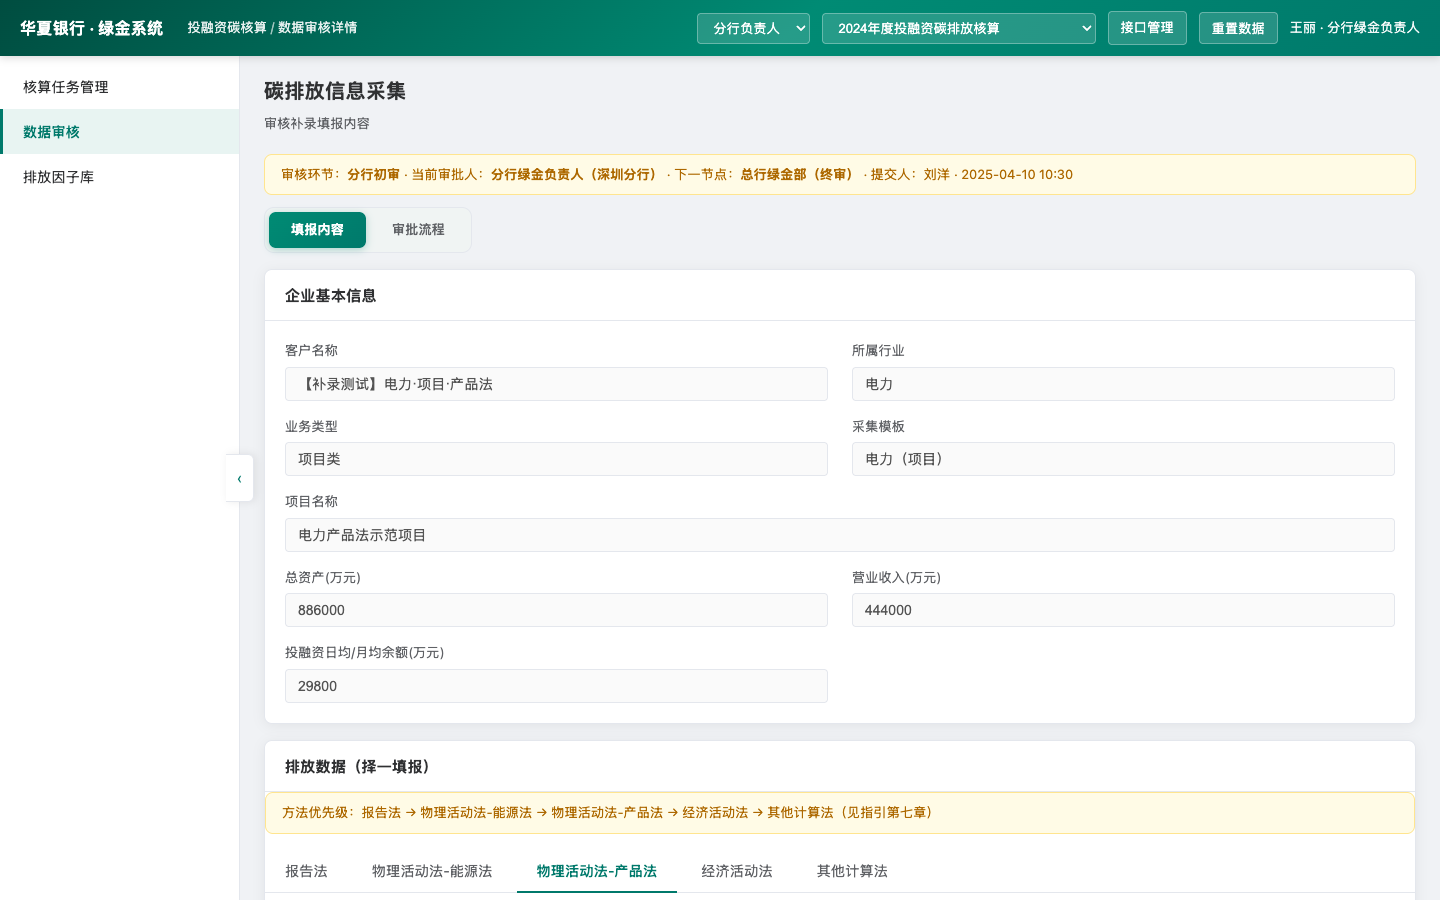 华夏银行 · 绿金系统
投融资碳核算 / 数据审核详情
分行负责人
2024年度投融资碳排放核算
接口管理
重置数据
王丽 · 分行绿金负责人
核算任务管理
数据审核
排放因子库
‹
碳排放信息采集
审核补录填报内容
审核环节：分行初审 · 当前审批人：分行绿金负责人（深圳分行） · 下一节点：总行绿金部（终审） · 提交人：刘洋 · 2025-04-10 10:30
填报内容
审批流程
企业基本信息
客户名称
【补录测试】电力·项目·产品法
所属行业
电力
业务类型
项目类
采集模板
电力（项目）
项目名称
电力产品法示范项目
总资产(万元)
886000
营业收入(万元)
444000
投融资日均/月均余额(万元)
29800
排放数据（择一填报）
方法优先级：报告法 → 物理活动法-能源法 → 物理活动法-产品法 → 经济活动法 → 其他计算法（见指引第七章）
报告法
物理活动法-能源法
物理活动法-产品法
经济活动法
其他计算法